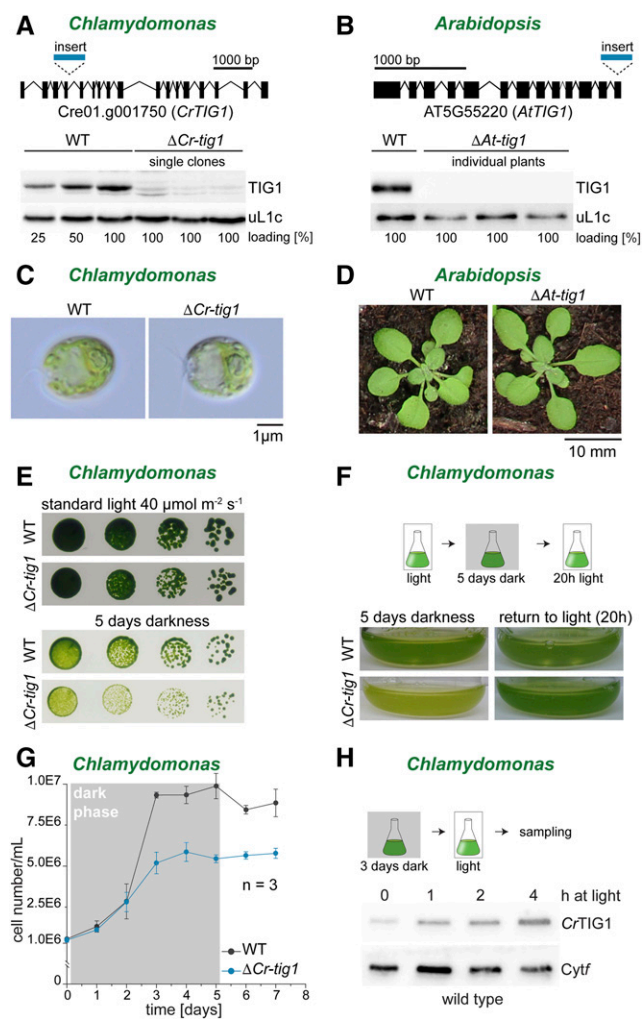 A Chlamydomonas
insert
1000 bp
Cre01.g001750 (CrTIG1)
WT ΔCr-tig1
single clones
TIG1
uL1c
25 50 100 100 100 100 loading [%]
B Arabidopsis
1000 bp
insert
AT5G55220 (AtTIG1)
WT ΔAt-tig1
individual plants
TIG1
uL1c
100 100 100 100 loading [%]
C Chlamydomonas
WT ΔCr-tig1
1µm
D Arabidopsis
WT ΔAt-tig1
10 mm
E Chlamydomonas
standard light 40 µmol m⁻² s⁻¹
WT
ΔCr-tig1
5 days darkness
WT
ΔCr-tig1
F Chlamydomonas
light 5 days dark 20h light
5 days darkness return to light (20h)
WT
ΔCr-tig1
G Chlamydomonas
dark
phase
cell number/mL
1.0E7
7.5E6
5.0E6
2.5E6
1.0E6
0
n = 3
WT
ΔCr-tig1
0 1 2 3 4 5 6 7 8
time [days]
H Chlamydomonas
3 days dark light sampling
0 1 2 4 h at light
CrTIG1
Cytf
wild type